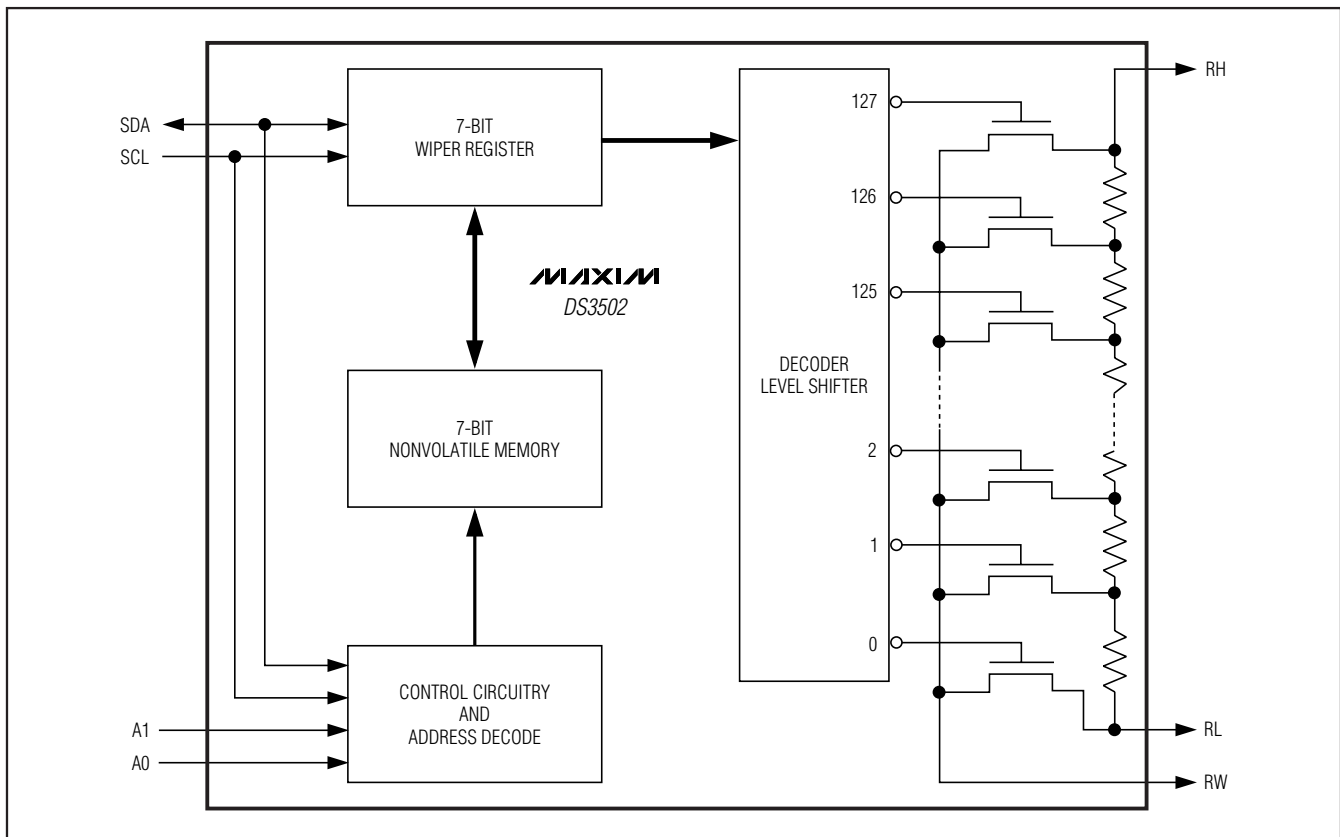 SDA
SCL
A1
A0
7-BIT
WIPER REGISTER
MAXIM
DS3502
7-BIT
NONVOLATILE MEMORY
CONTROL CIRCUITRY
AND
ADDRESS DECODE
DECODER
LEVEL SHIFTER
127
126
125
2
1
0
RH
RL
RW